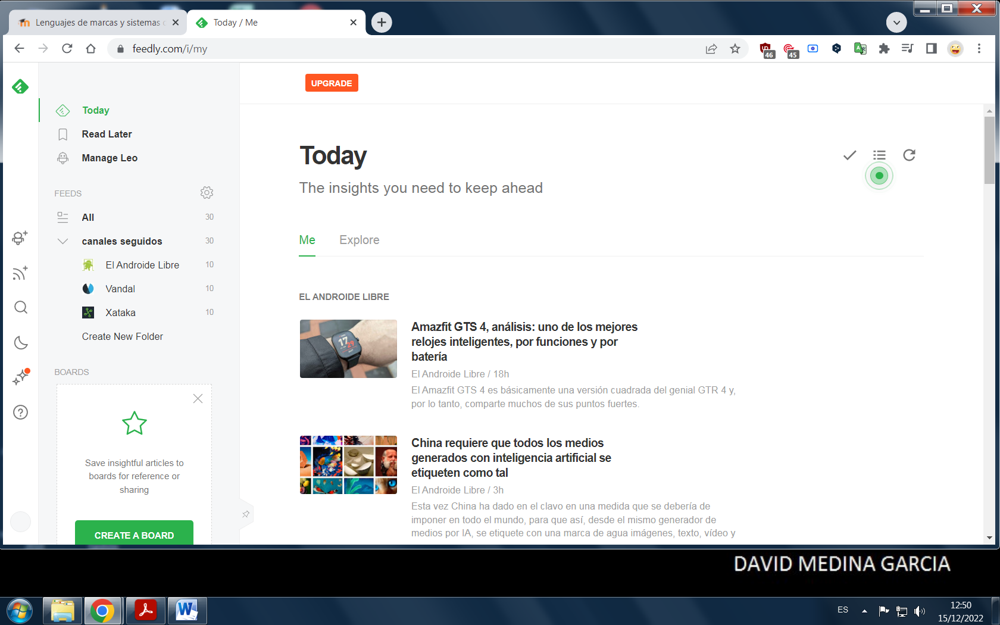 Lenguajes de marcas y sistemas
Today / Me
feedly.com/i/my
46
45
UPGRADE
Today
Read Later
Manage Leo
FEEDS
All 30
canales seguidos 30
El Androide Libre 10
Vandal 10
Xataka 10
Create New Folder
BOARDS
Save insightful articles to
boards for reference or
sharing
CREATE A BOARD
Today
The insights you need to keep ahead
Me Explore
EL ANDROIDE LIBRE
17
29
Amazfit GTS 4, análisis: uno de los mejores
relojes inteligentes, por funciones y por
batería
El Androide Libre / 18h
El Amazfit GTS 4 es básicamente una versión cuadrada del genial GTR 4 y,
por lo tanto, comparte muchos de sus puntos fuertes.
China requiere que todos los medios
generados con inteligencia artificial se
etiqueten como tal
El Androide Libre / 3h
Esta vez China ha dado en el clavo en una medida que se debería de
imponer en todo el mundo, para que así, desde el mismo generador de
medios por IA, se etiquete con una marca de agua imágenes, texto, vídeo y
DAVID MEDINA GARCIA
ES
12:50
15/12/2022